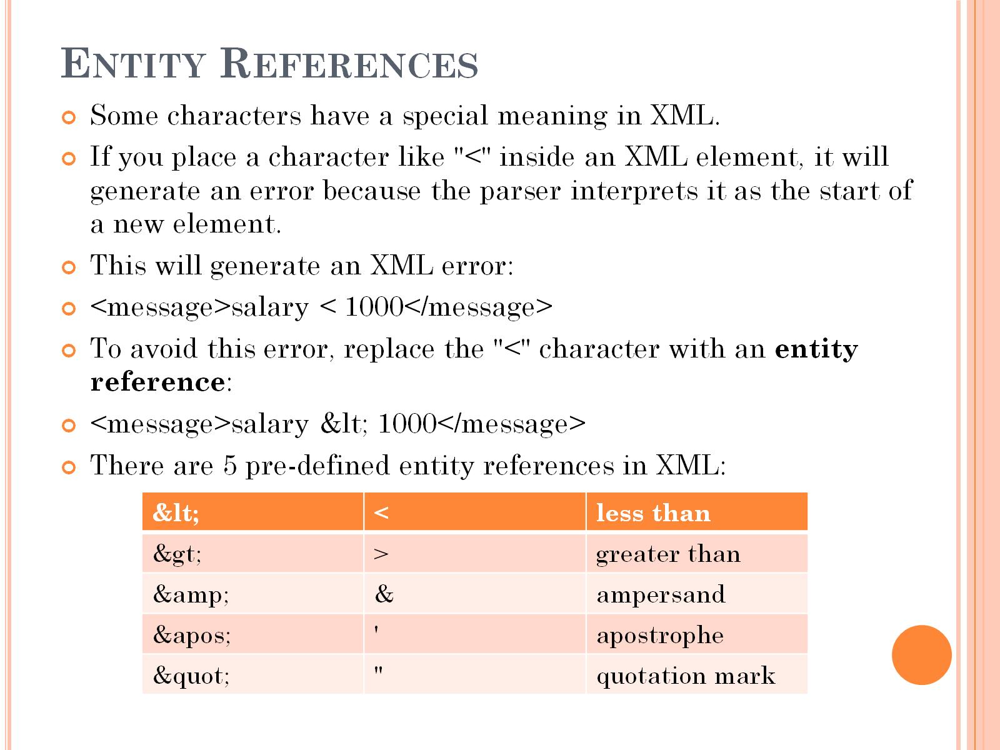 ENTITY REFERENCES
Some characters have a special meaning in XML.
If you place a character like "<" inside an XML element, it will
generate an error because the parser interprets it as the start of
a new element.
This will generate an XML error:
<message>salary < 1000</message>
To avoid this error, replace the "<" character with an entity
reference:
<message>salary &lt; 1000</message>
There are 5 pre-defined entity references in XML:
&lt; < less than
&gt; > greater than
&amp; & ampersand
&apos; ' apostrophe
&quot; " quotation mark